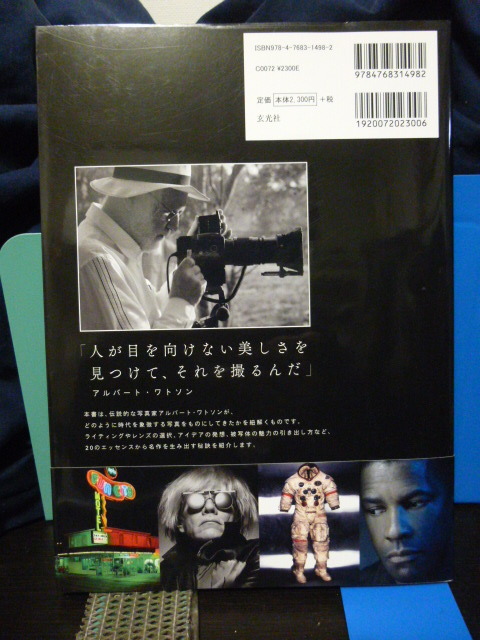 ISBN978-4-7683-1498-2
C0072 ¥2300E
定価 本体2,300円 +税
玄光社
9784768314982
1920072023006
「人が目を向けない美しさを
見つけて、それを撮るんだ」
アルバート・ワトソン
本書は、伝説的な写真家アルバート・ワトソンが、
どのように時代を象徴する写真をものにしてきたかを紐解くものです。
ライティングやレンズの選択、アイデアの発想、被写体の魅力の引き出し方など、
20のエッセンスから名作を生み出す秘訣を紹介します。